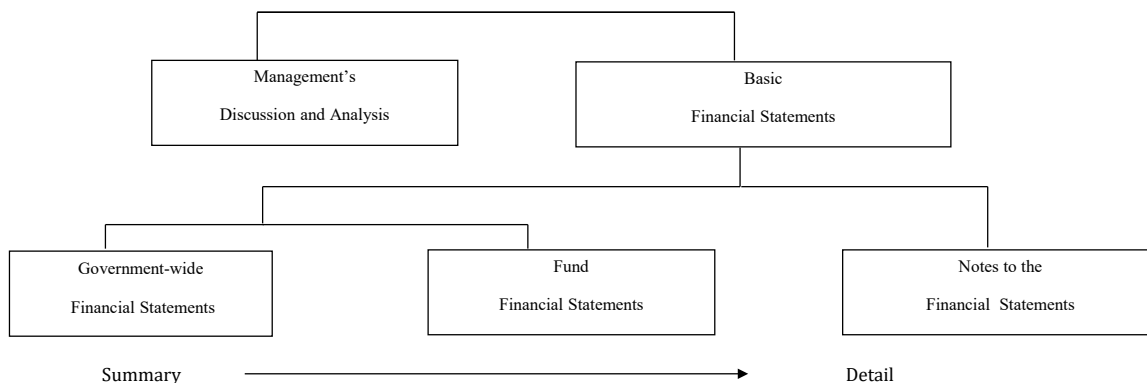 Management’s
Discussion and Analysis
Basic
Financial Statements
Government-wide
Financial Statements
Fund
Financial Statements
Notes to the
Financial Statements
Summary
Detail